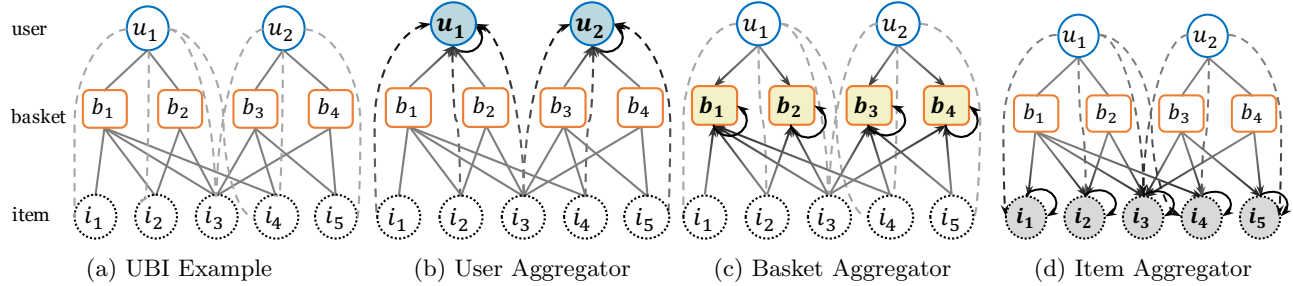 user u₁ u₂ u₁ u₂ u₁ u₂ u₁ u₂
basket b₁ b₂ b₃ b₄ b₁ b₂ b₃ b₄ b₁ b₂ b₃ b₄ b₁ b₂ b₃ b₄
item i₁ i₂ i₃ i₄ i₅ i₁ i₂ i₃ i₄ i₅ i₁ i₂ i₃ i₄ i₅ i₁ i₂ i₃ i₄ i₅
(a) UBI Example (b) User Aggregator (c) Basket Aggregator (d) Item Aggregator